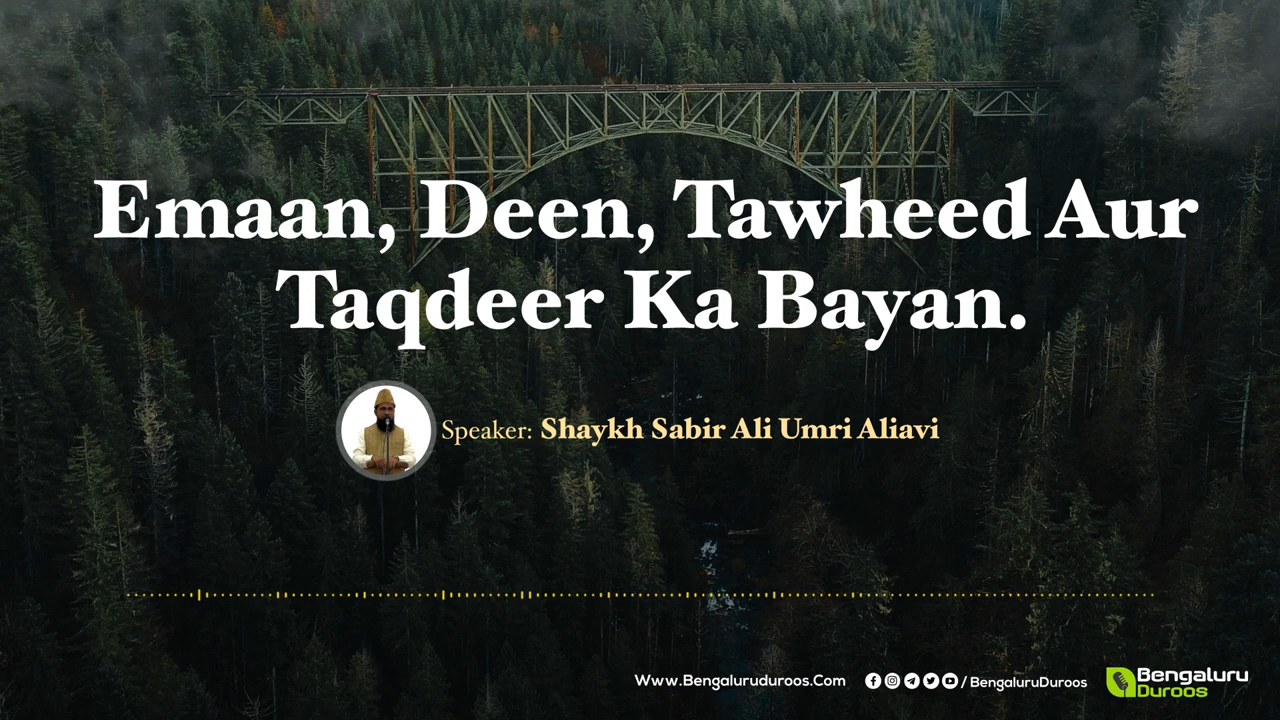 Emaan, Deen, Tawheed Aur
Taqdeer Ka Bayan.
Speaker: Shaykh Sabir Ali Umri Aliavi
Www.Bengaluruduroos.Com
/ BengaluruDuroos
Bengaluru
Duroos